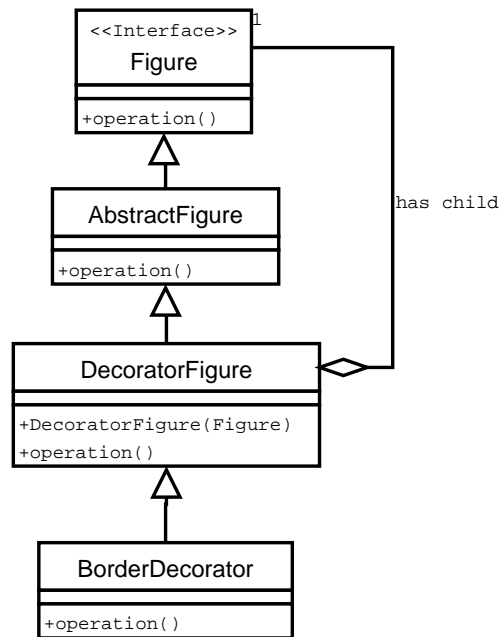 <<Interface>>
1
Figure
+operation()
AbstractFigure
+operation()
has child
DecoratorFigure
+DecoratorFigure(Figure)
+operation()
BorderDecorator
+operation()